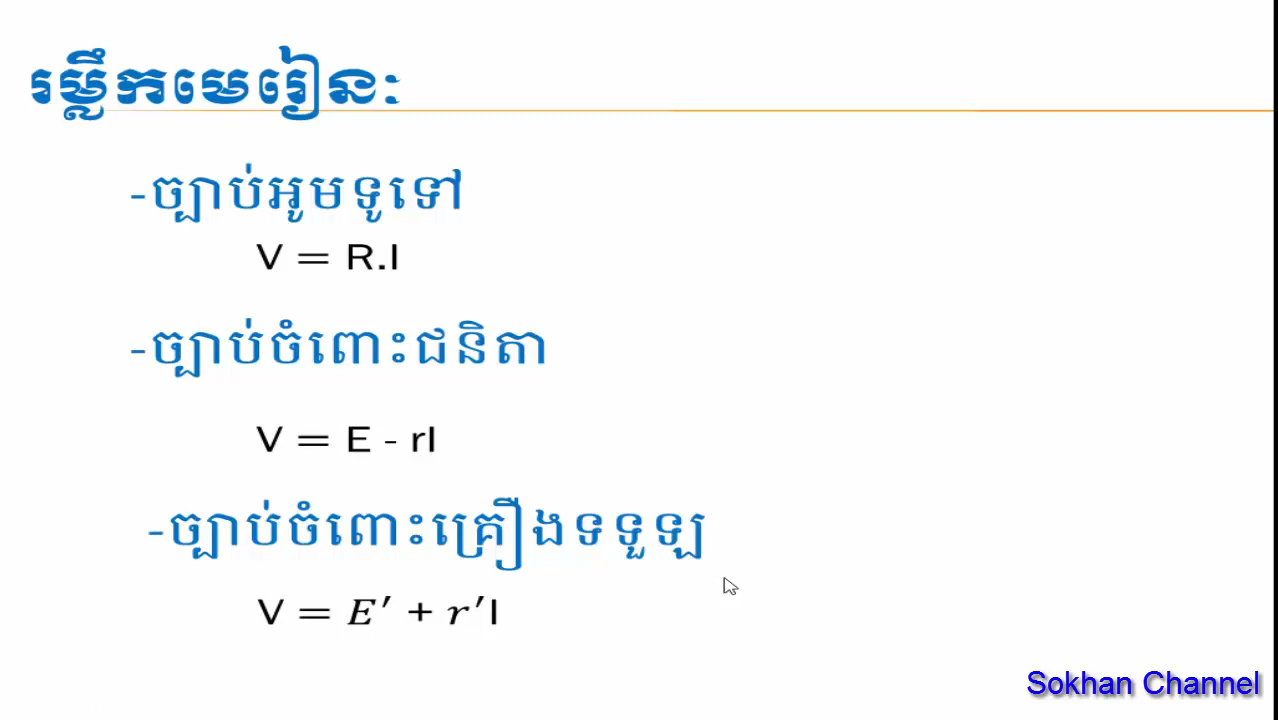 រម្លឹកមេរៀនៈ
-ច្បាប់អូមទូទៅ
V = R.I
-ច្បាប់ចំពោះជនិតា
V = E - rI
-ច្បាប់ចំពោះគ្រឿងទទួល
V = E′ + r′I
Sokhan Channel